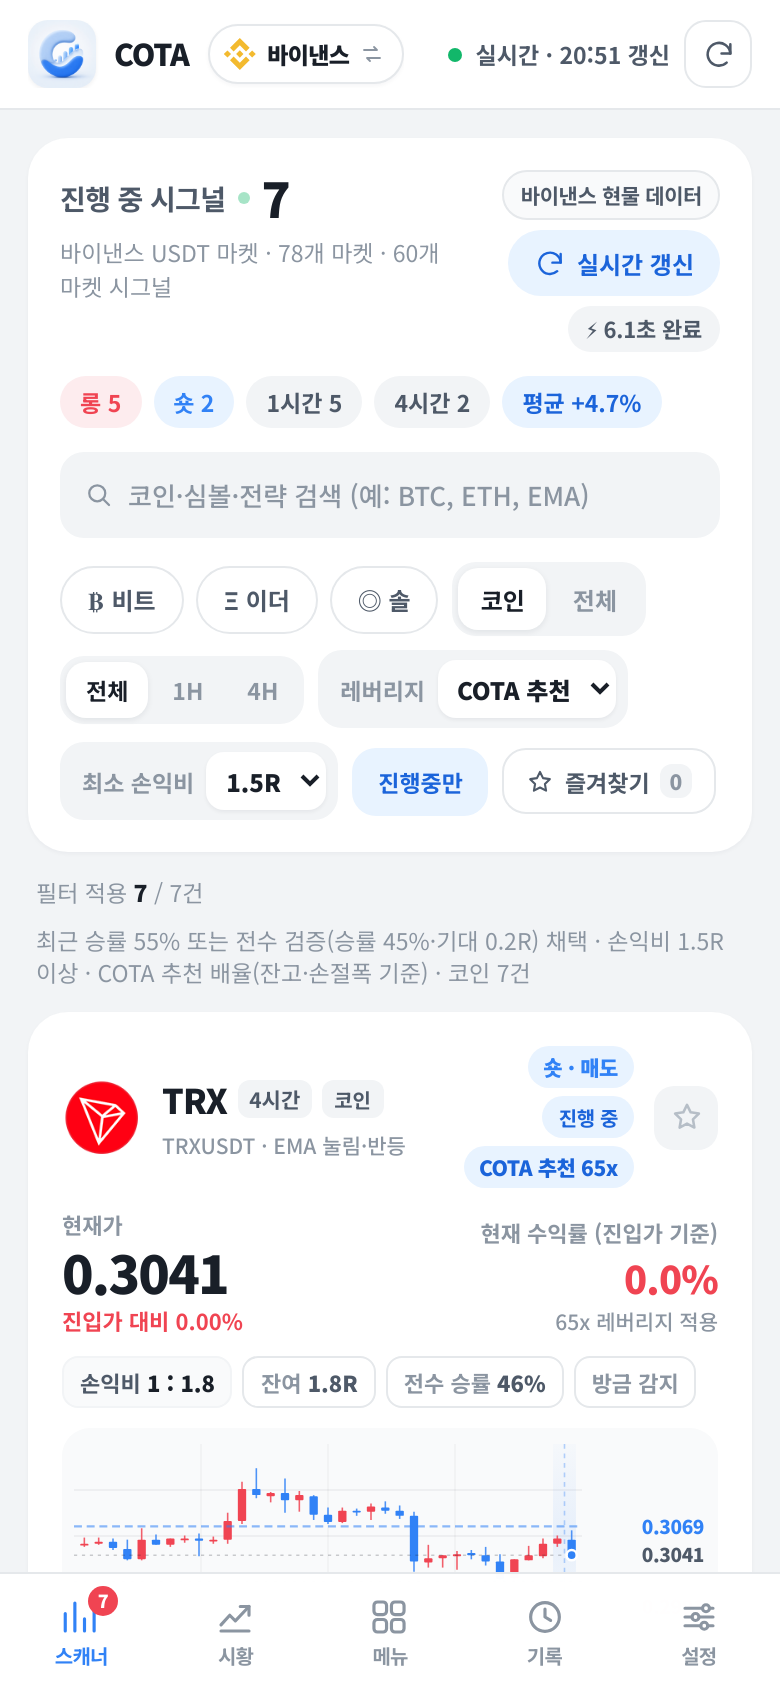 COTA
바이낸스
실시간 · 20:51 갱신
진행 중 시그널 7
바이낸스 현물 데이터
바이낸스 USDT 마켓 · 78개 마켓 · 60개
마켓 시그널
실시간 갱신
⚡ 6.1초 완료
롱 5
숏 2
1시간 5
4시간 2
평균 +4.7%
코인·심볼·전략 검색 (예: BTC, ETH, EMA)
₿ 비트
Ξ 이더
◎ 솔
코인
전체
전체
1H
4H
레버리지
COTA 추천
최소 손익비
1.5R
진행중만
즐겨찾기 0
필터 적용 7 / 7건
최근 승률 55% 또는 전수 검증(승률 45%·기대 0.2R) 채택 · 손익비 1.5R
이상 · COTA 추천 배율(잔고·손절폭 기준) · 코인 7건
TRX
4시간
코인
TRXUSDT · EMA 눌림·반등
숏 · 매도
진행 중
COTA 추천 65x
현재가
0.3041
진입가 대비 0.00%
현재 수익률 (진입가 기준)
0.0%
65x 레버리지 적용
손익비 1 : 1.8
잔여 1.8R
전수 승률 46%
방금 감지
0.3069
0.3041
7
스캐너
시황
메뉴
기록
설정